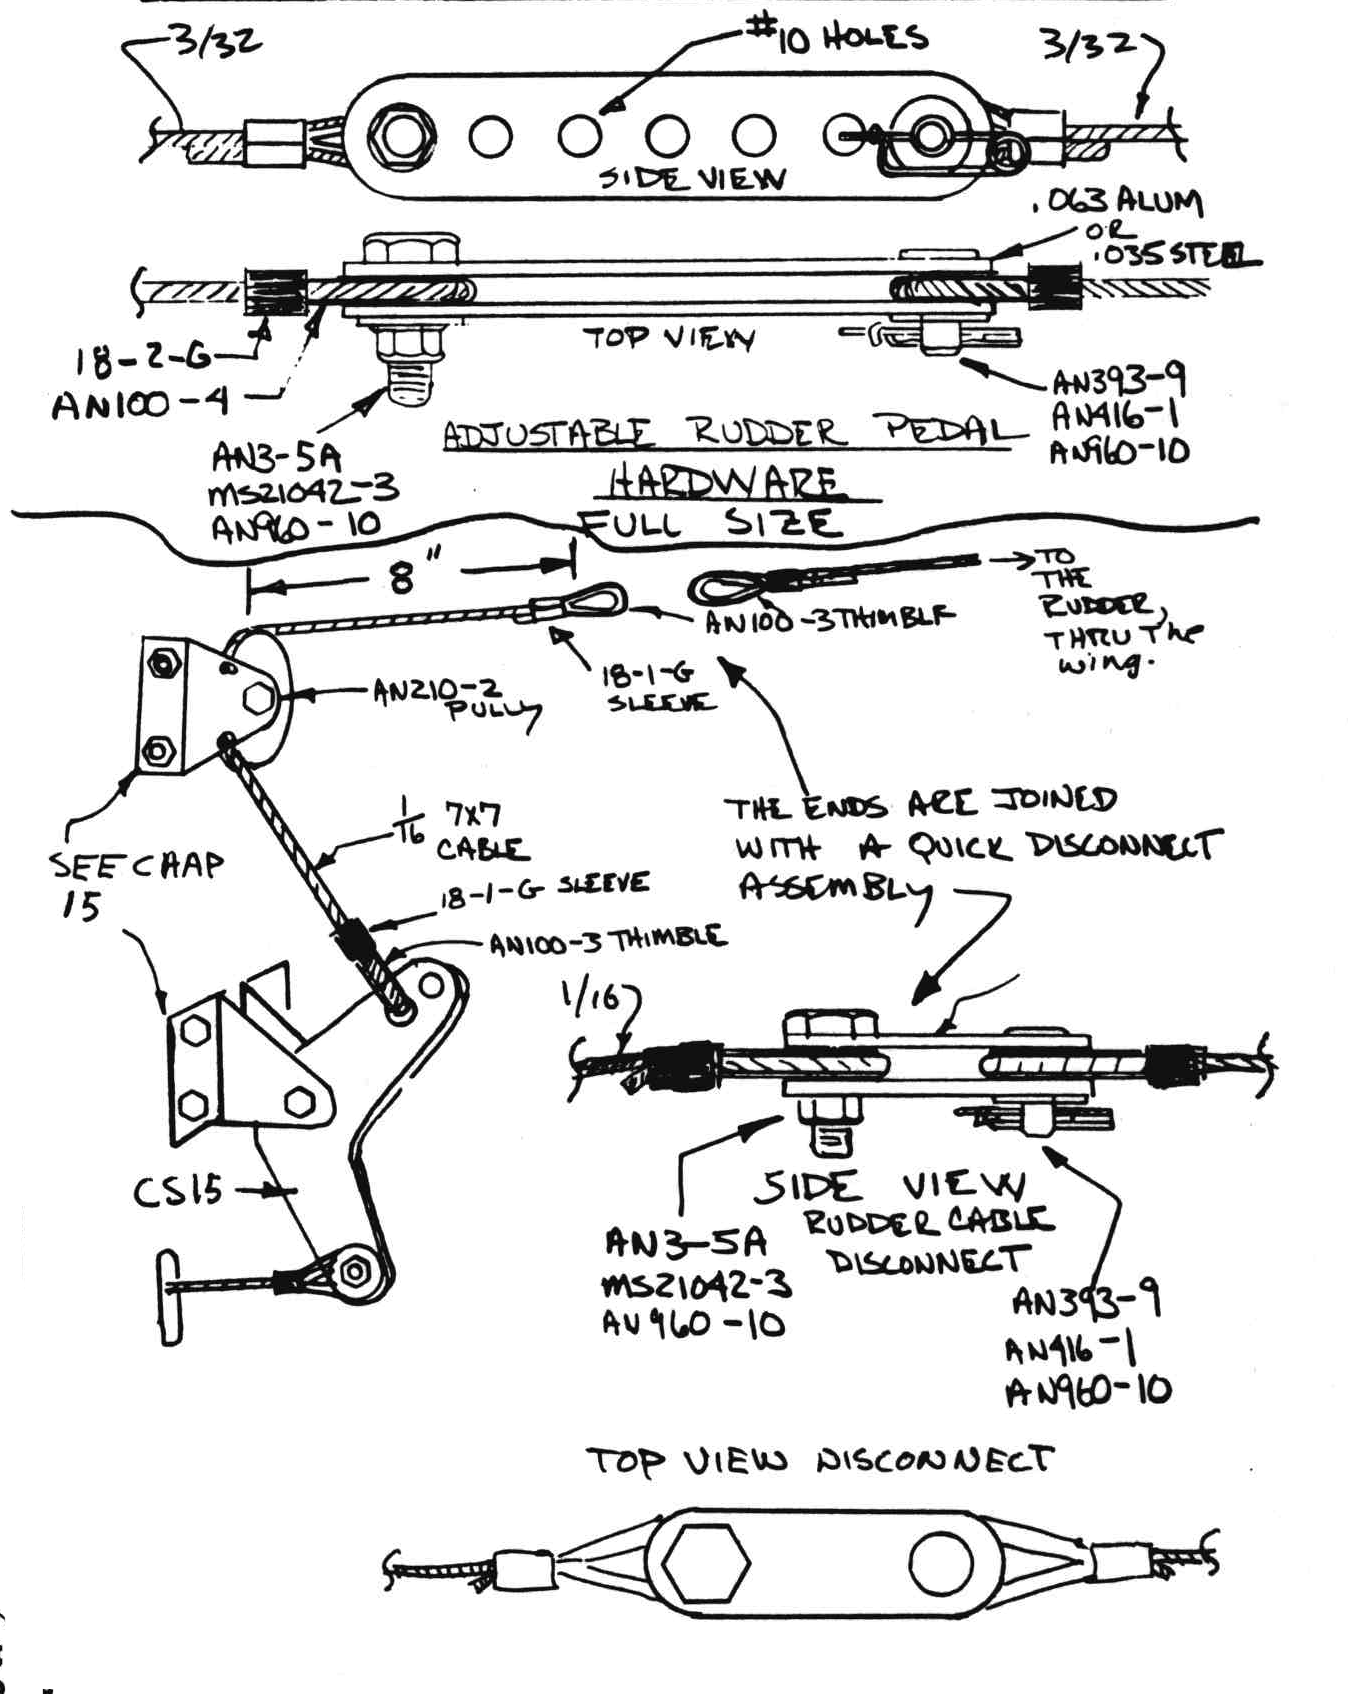 3/32
#10 HOLES
3/32
SIDE VIEW
.063 ALUM
OR
.035 STEEL
TOP VIEW
18-2-G
AN100-4
AN393-9
AN416-1
AN960-10
AN3-5A
MS21042-3
AN960-10
ADJUSTABLE RUDDER PEDAL
HARDWARE
FULL SIZE
8"
TO
THE
RUDDER,
THRU The
wing.
AN100-3 THIMBLE
18-1-G
SLEEVE
AN210-2
PULLY
SEE CHAP
15
1/16 7x7
CABLE
18-1-G SLEEVE
AN100-3 THIMBLE
THE ENDS ARE JOINED
WITH A QUICK DISCONNECT
ASSEMBLY
1/16
CS15
SIDE VIEW
RUDDER CABLE
DISCONNECT
AN3-5A
MS21042-3
AN960-10
AN393-9
AN416-1
AN960-10
TOP VIEW DISCONNECT